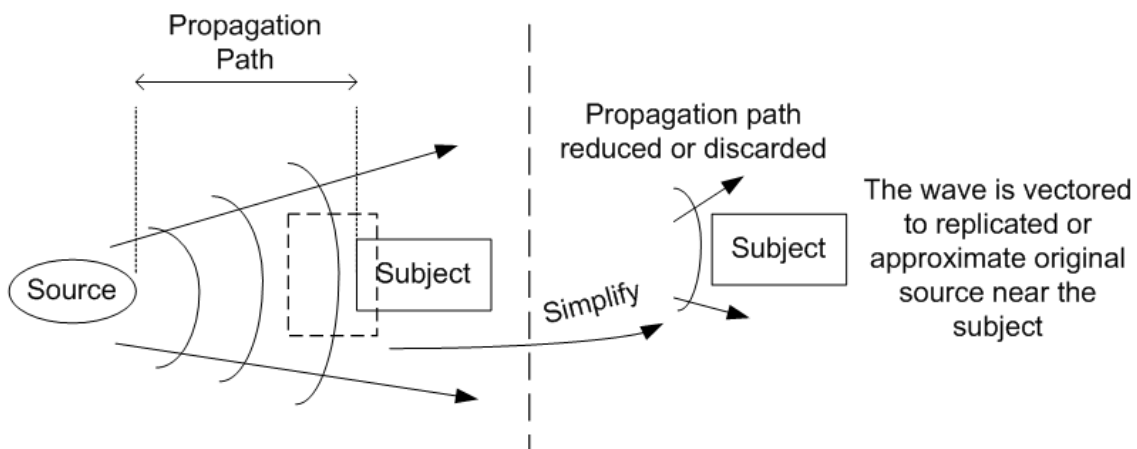 Propagation
Path
Source
Subject
Simplify
Propagation path
reduced or discarded
Subject
The wave is vectored
to replicated or
approximate original
source near the
subject